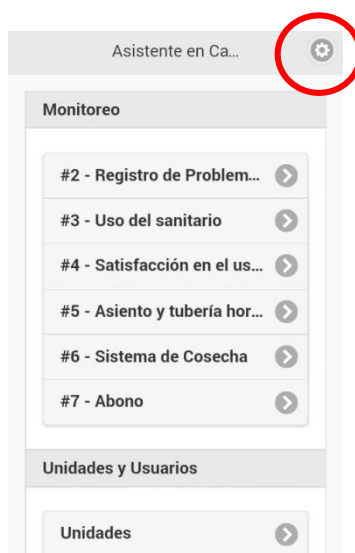 Asistente en Ca...
Monitoreo
#2 - Registro de Problem...
#3 - Uso del sanitario
#4 - Satisfacción en el us...
#5 - Asiento y tubería hor...
#6 - Sistema de Cosecha
#7 - Abono
Unidades y Usuarios
Unidades